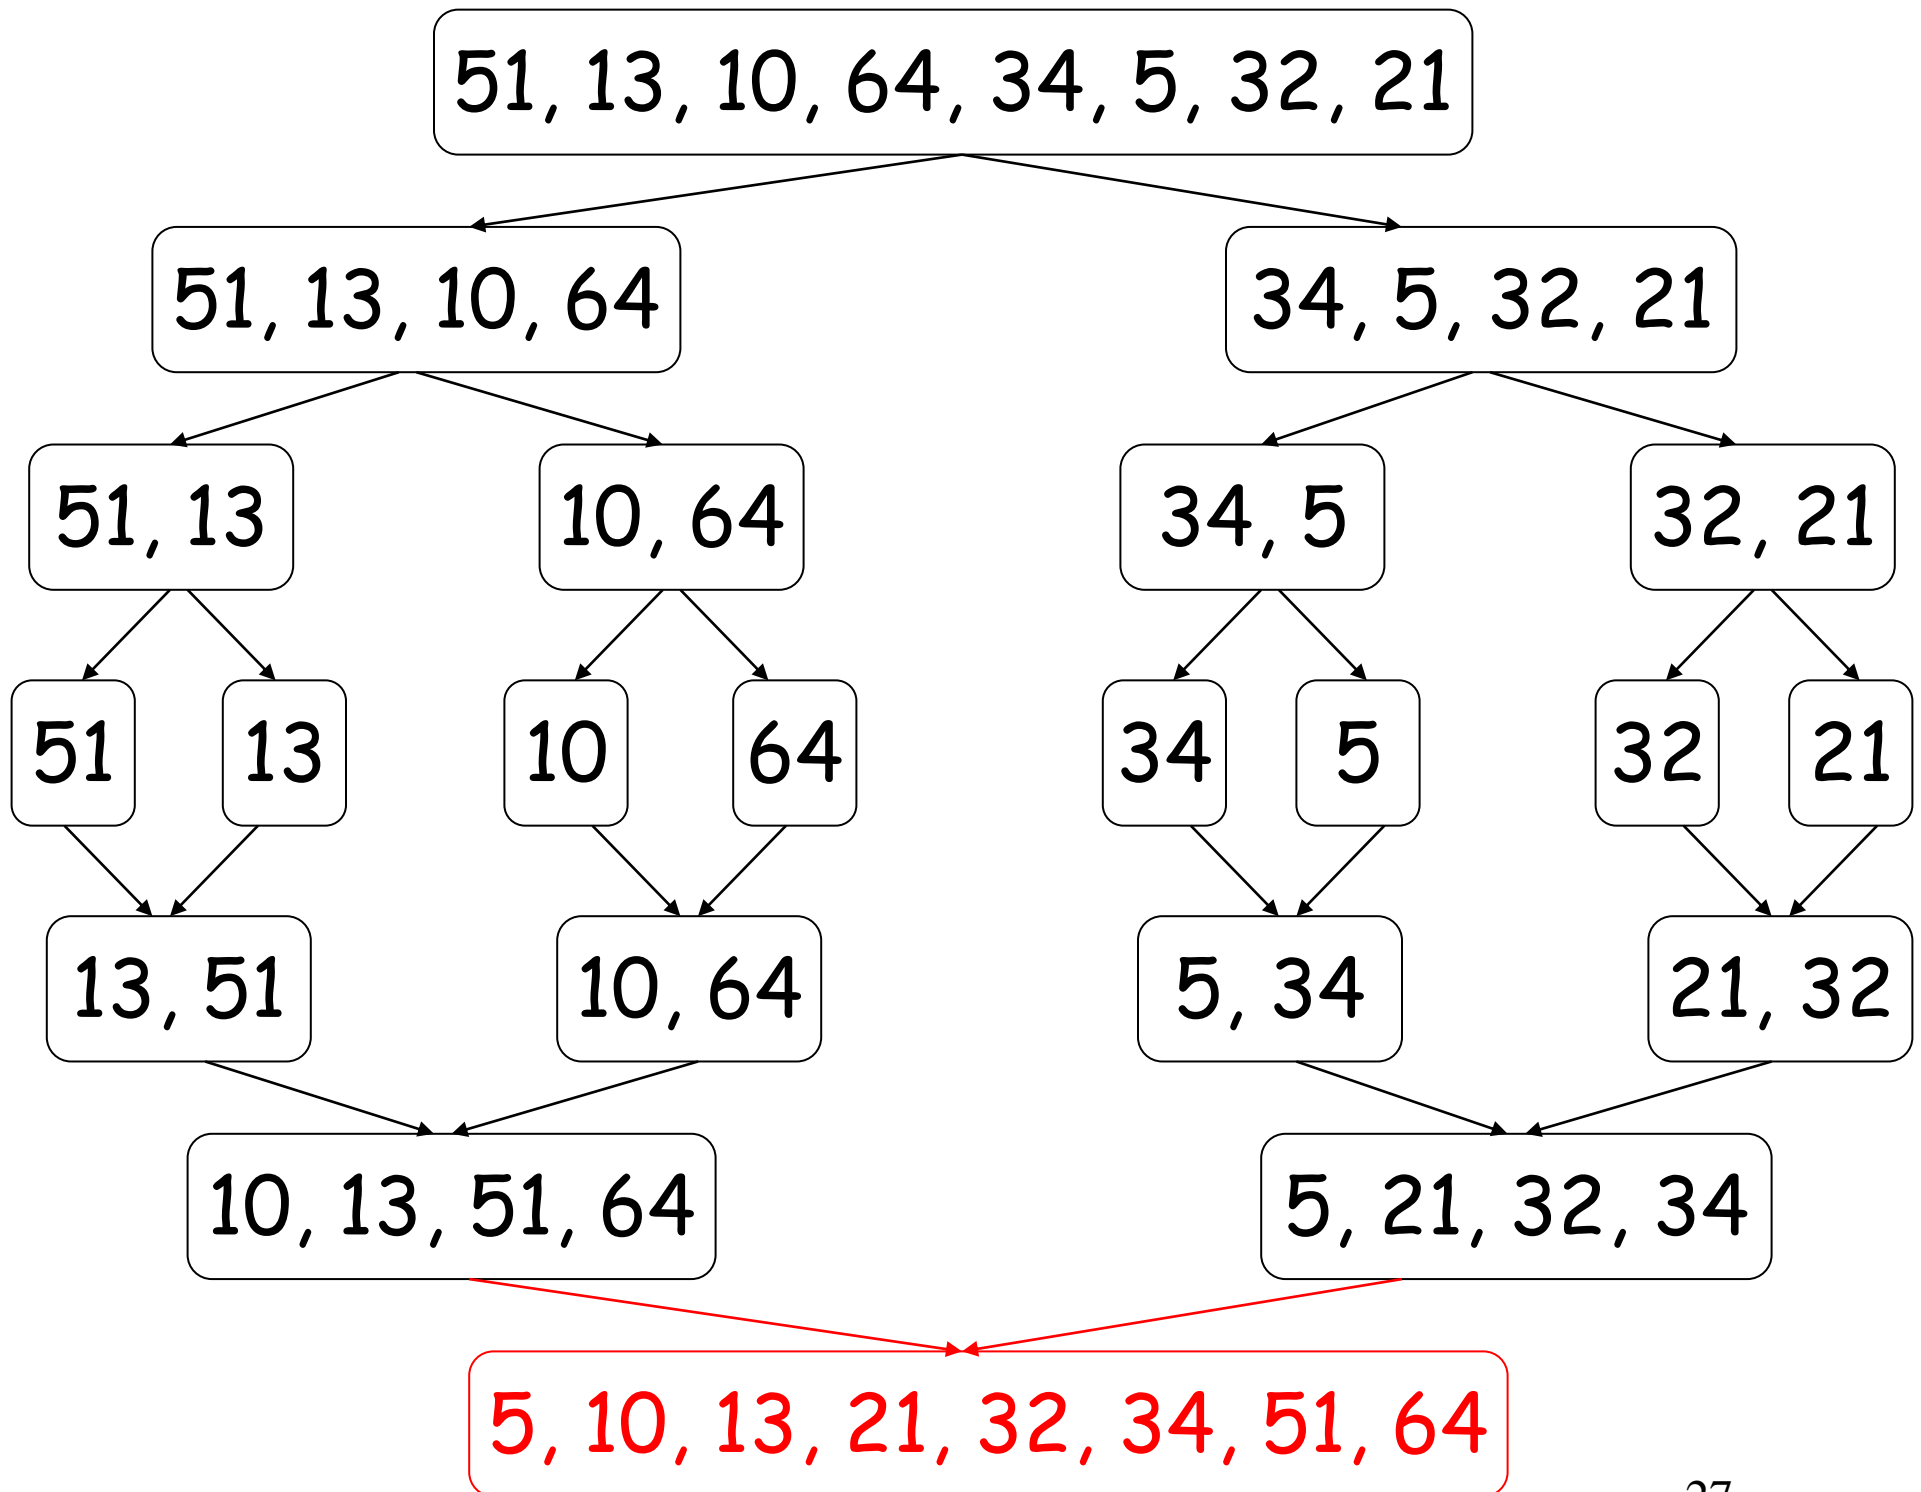 51, 13, 10, 64, 34, 5, 32, 21
51, 13, 10, 64
34, 5, 32, 21
51, 13
10, 64
34, 5
32, 21
51
13
10
64
34
5
32
21
13, 51
10, 64
5, 34
21, 32
10, 13, 51, 64
5, 21, 32, 34
5, 10, 13, 21, 32, 34, 51, 64